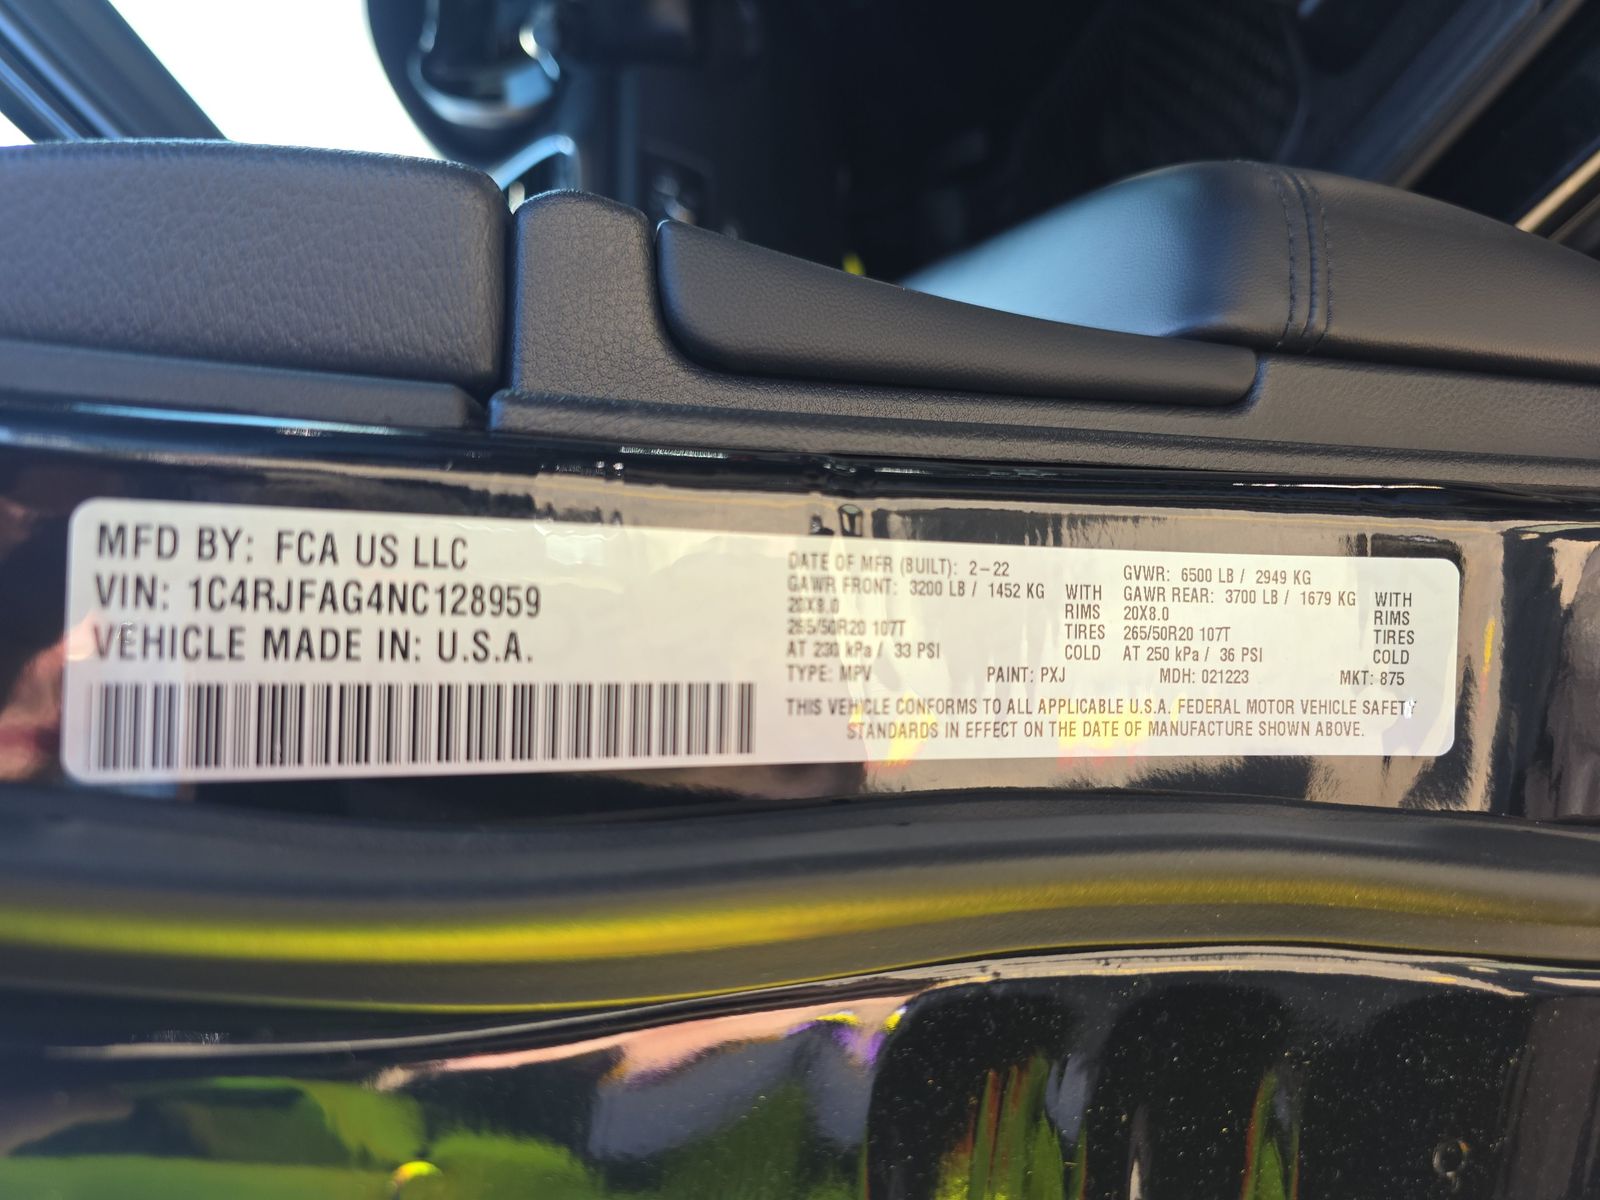 MFD BY: FCA US LLC
VIN: 1C4RJFAG4NC128959
VEHICLE MADE IN: U.S.A.
DATE OF MFR (BUILT): 2-22
GAWR FRONT: 3200 LB / 1452 KG WITH
20X8.0 RIMS
265/50R20 107T TIRES
AT 230 kPa / 33 PSI COLD
GVWR: 6500 LB / 2949 KG
GAWR REAR: 3700 LB / 1679 KG WITH
20X8.0 RIMS
265/50R20 107T TIRES
AT 250 kPa / 36 PSI COLD
TYPE: MPV PAINT: PXJ MDH: 021223 MKT: 875
THIS VEHICLE CONFORMS TO ALL APPLICABLE U.S.A. FEDERAL MOTOR VEHICLE SAFETY
STANDARDS IN EFFECT ON THE DATE OF MANUFACTURE SHOWN ABOVE.